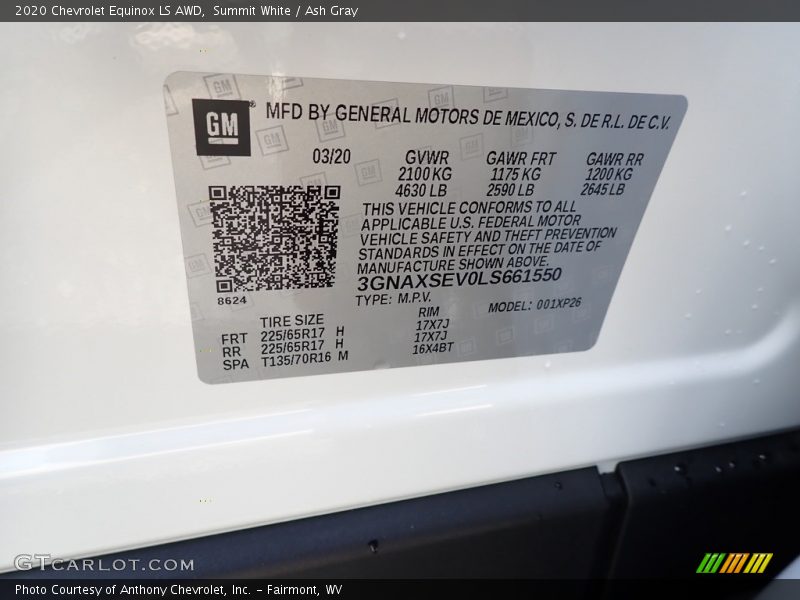 2020 Chevrolet Equinox LS AWD,  Summit White / Ash Gray
GM ® MFD BY GENERAL MOTORS DE MEXICO, S. DE R.L. DE C.V.
03/20 GVWR GAWR FRT GAWR RR
2100 KG 1175 KG 1200 KG
4630 LB 2590 LB 2645 LB
THIS VEHICLE CONFORMS TO ALL
APPLICABLE U.S. FEDERAL MOTOR
VEHICLE SAFETY AND THEFT PREVENTION
STANDARDS IN EFFECT ON THE DATE OF
MANUFACTURE SHOWN ABOVE.
3GNAXSEV0LS661550
8624 TYPE: M.P.V. MODEL: 001XP26
TIRE SIZE RIM
FRT 225/65R17 H 17X7J
RR 225/65R17 H 17X7J
SPA T135/70R16 M 16X4BT
GTCARLOT.COM
Photo Courtesy of Anthony Chevrolet, Inc. – Fairmont, WV